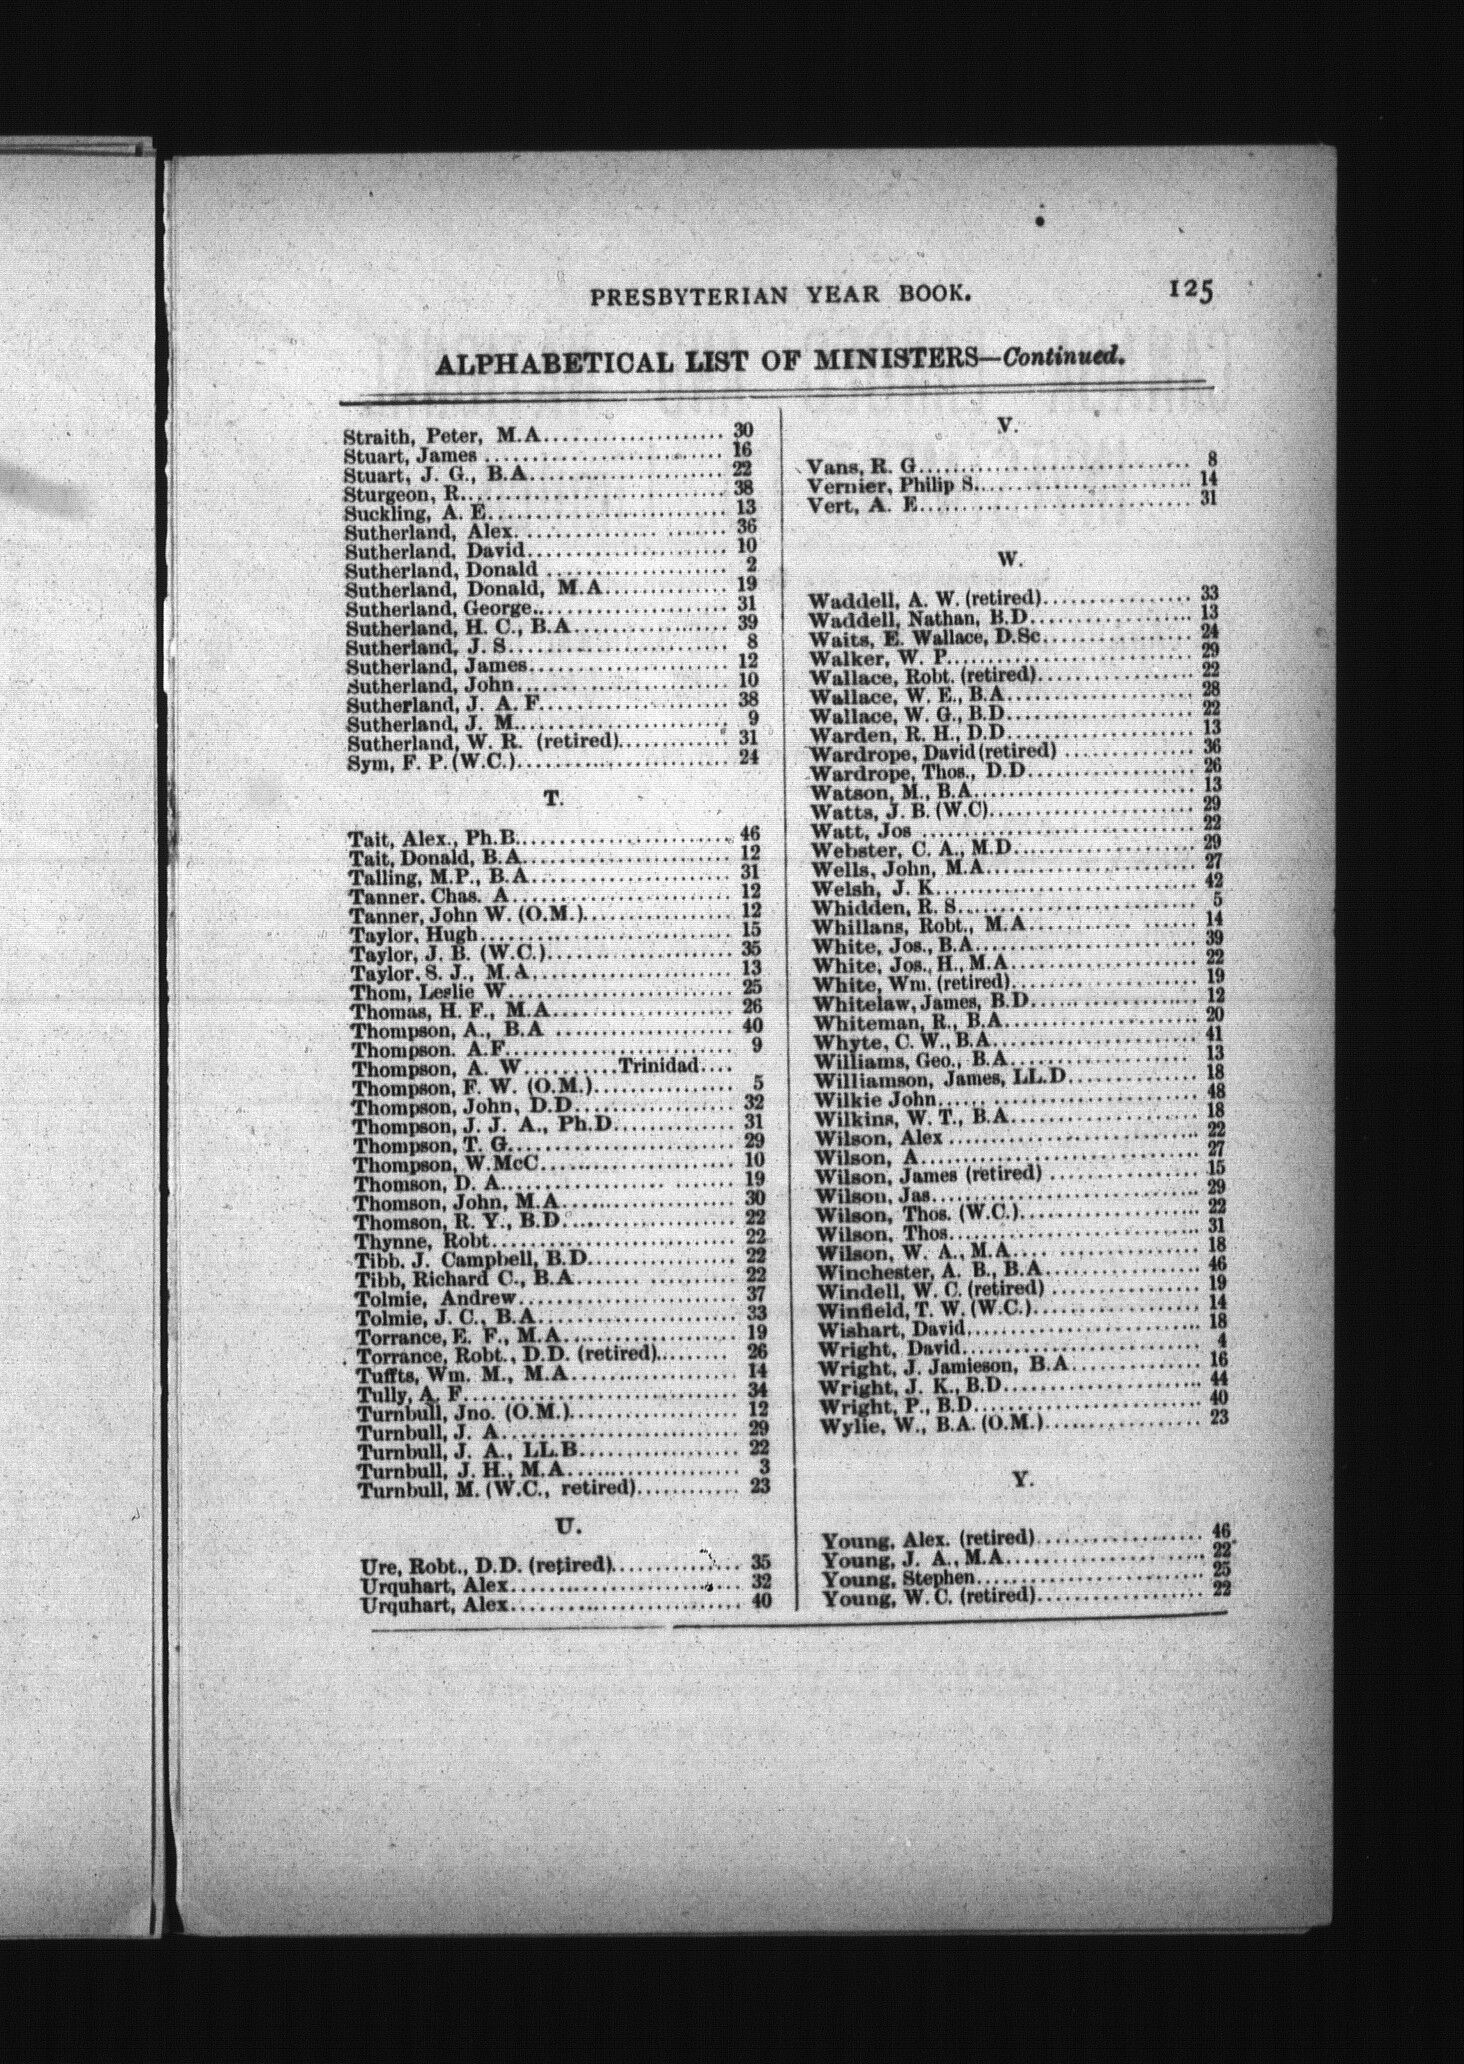 PRESBYTERIAN YEAR BOOK. 125
ALPHABETICAL LIST OF MINISTERS—Continued.
Straith, Peter, M.A. 30
Stuart, James 16
Stuart, J. G., B.A. 22
Sturgeon, R. 38
Suckling, A. E. 13
Sutherland, Alex. 36
Sutherland, David 10
Sutherland, Donald 2
Sutherland, Donald, M.A. 19
Sutherland, George. 31
Sutherland, H. C., B.A. 39
Sutherland, J. S. 8
Sutherland, James 12
Sutherland, John 10
Sutherland, J. A. F. 38
Sutherland, J. M. 9
Sutherland, W. R. (retired) 31
Sym, F. P. (W.C.) 24
T.
Tait, Alex., Ph.B. 46
Tait, Donald, B.A. 12
Talling, M.P., B.A. 31
Tanner, Chas. A. 12
Tanner, John W. (O.M.) 12
Taylor, Hugh 15
Taylor, J. B. (W.C.) 35
Taylor, S. J., M.A. 13
Thom, Leslie W. 25
Thomas, H. F., M.A. 26
Thompson, A., B.A 40
Thompson. A.F. 9
Thompson, A. W. Trinidad
Thompson, F. W. (O.M.) 5
Thompson, John, D.D. 32
Thompson, J. J. A., Ph.D. 31
Thompson, T. G. 29
Thompson, W.McC. 10
Thomson, D. A. 19
Thomson, John, M.A. 30
Thomson, R. Y., B.D. 22
Thynne, Robt. 22
Tibb, J. Campbell, B.D. 22
Tibb, Richard C., B.A. 22
Tolmie, Andrew 37
Tolmie, J. C., B.A. 33
Torrance, E. F., M.A. 19
Torrance, Robt., D.D. (retired) 26
Tuffts, Wm. M., M.A. 14
Tully, A. F. 34
Turnbull, Jno. (O.M.) 12
Turnbull, J. A. 29
Turnbull, J. A., LL.B. 22
Turnbull, J. H., M.A. 3
Turnbull, M. (W.C., retired) 23
U.
Ure, Robt., D.D. (retired) 35
Urquhart, Alex. 32
Urquhart, Alex. 40
V.
Vans, R. G. 8
Vernier, Philip S. 14
Vert, A. E. 31
W.
Waddell, A. W. (retired) 33
Waddell, Nathan, B.D. 13
Waits, E. Wallace, D.Sc. 24
Walker, W. P. 29
Wallace, Robt. (retired) 22
Wallace, W. E., B.A. 28
Wallace, W. G., B.D. 22
Warden, R. H., D.D. 13
Wardrope, David (retired) 36
Wardrope, Thos., D.D. 26
Watson, M., B.A. 13
Watts, J. B. (W.C) 29
Watt, Jos 22
Webster, C. A., M.D. 29
Wells, John, M.A. 27
Welsh, J. K. 42
Whidden, R. S. 5
Whillans, Robt., M.A. 14
White, Jos., B.A. 39
White, Jos., H., M.A. 22
White, Wm. (retired) 19
Whitelaw, James, B.D. 12
Whiteman, R., B.A. 20
Whyte, C. W., B.A. 41
Williams, Geo., B.A. 13
Williamson, James, LL.D. 18
Wilkie John 48
Wilkins, W. T., B.A. 18
Wilson, Alex 22
Wilson, A. 27
Wilson, James (retired) 15
Wilson, Jas. 29
Wilson, Thos. (W.C.) 22
Wilson, Thos. 31
Wilson, W. A., M.A. 18
Winchester, A. B., B.A. 46
Windell, W. C. (retired) 19
Winfield, T. W. (W.C.) 14
Wishart, David 18
Wright, David 4
Wright, J. Jamieson, B.A. 16
Wright, J. K., B.D. 44
Wright, P., B.D. 40
Wylie, W., B.A. (O.M.) 23
Y.
Young, Alex. (retired) 46
Young, J. A., M.A. 22
Young, Stephen 25
Young, W. C. (retired) 22